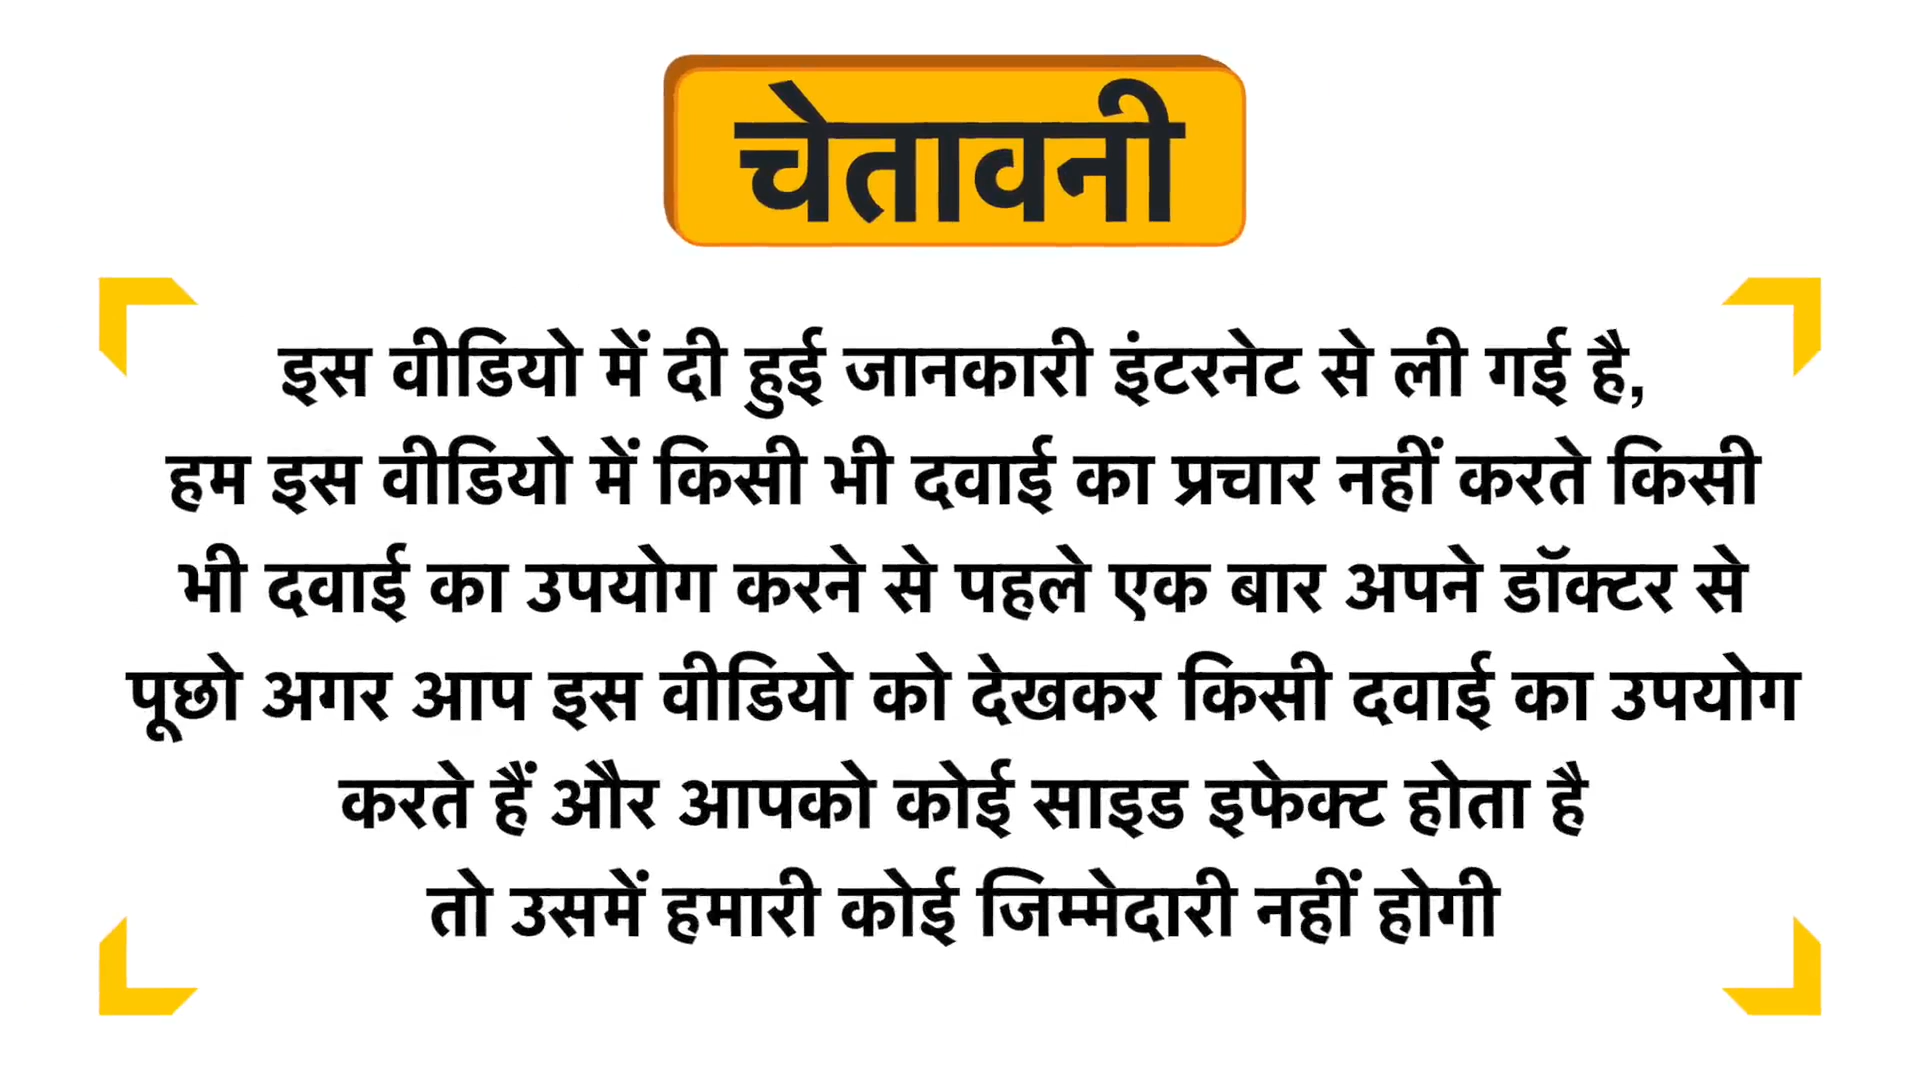 चेतावनी
इस वीडियो में दी हुई जानकारी इंटरनेट से ली गई है,
हम इस वीडियो में किसी भी दवाई का प्रचार नहीं करते किसी
भी दवाई का उपयोग करने से पहले एक बार अपने डॉक्टर से
पूछो अगर आप इस वीडियो को देखकर किसी दवाई का उपयोग
करते हैं और आपको कोई साइड इफेक्ट होता है
तो उसमें हमारी कोई जिम्मेदारी नहीं होगी